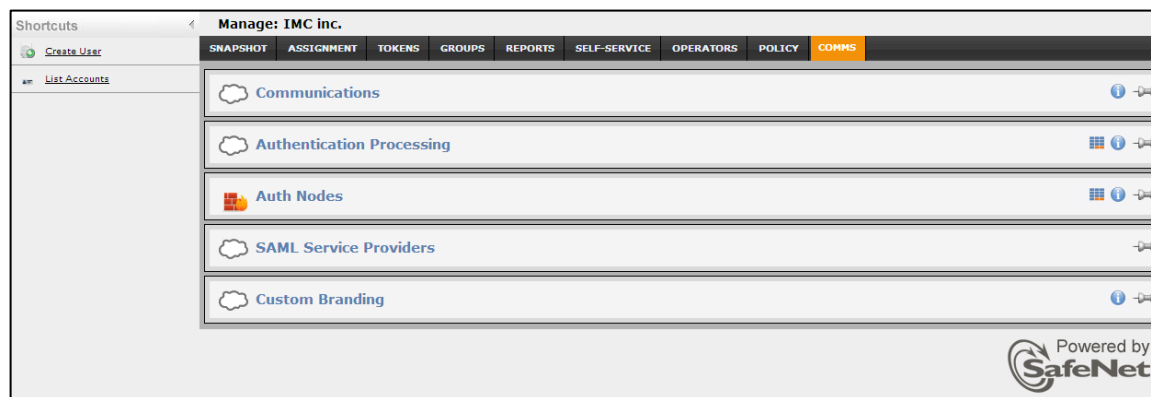 Shortcuts
Create User
List Accounts
Manage: IMC inc.
SNAPSHOT ASSIGNMENT TOKENS GROUPS REPORTS SELF-SERVICE OPERATORS POLICY COMMS
Communications
Authentication Processing
Auth Nodes
SAML Service Providers
Custom Branding
Powered by
SafeNet